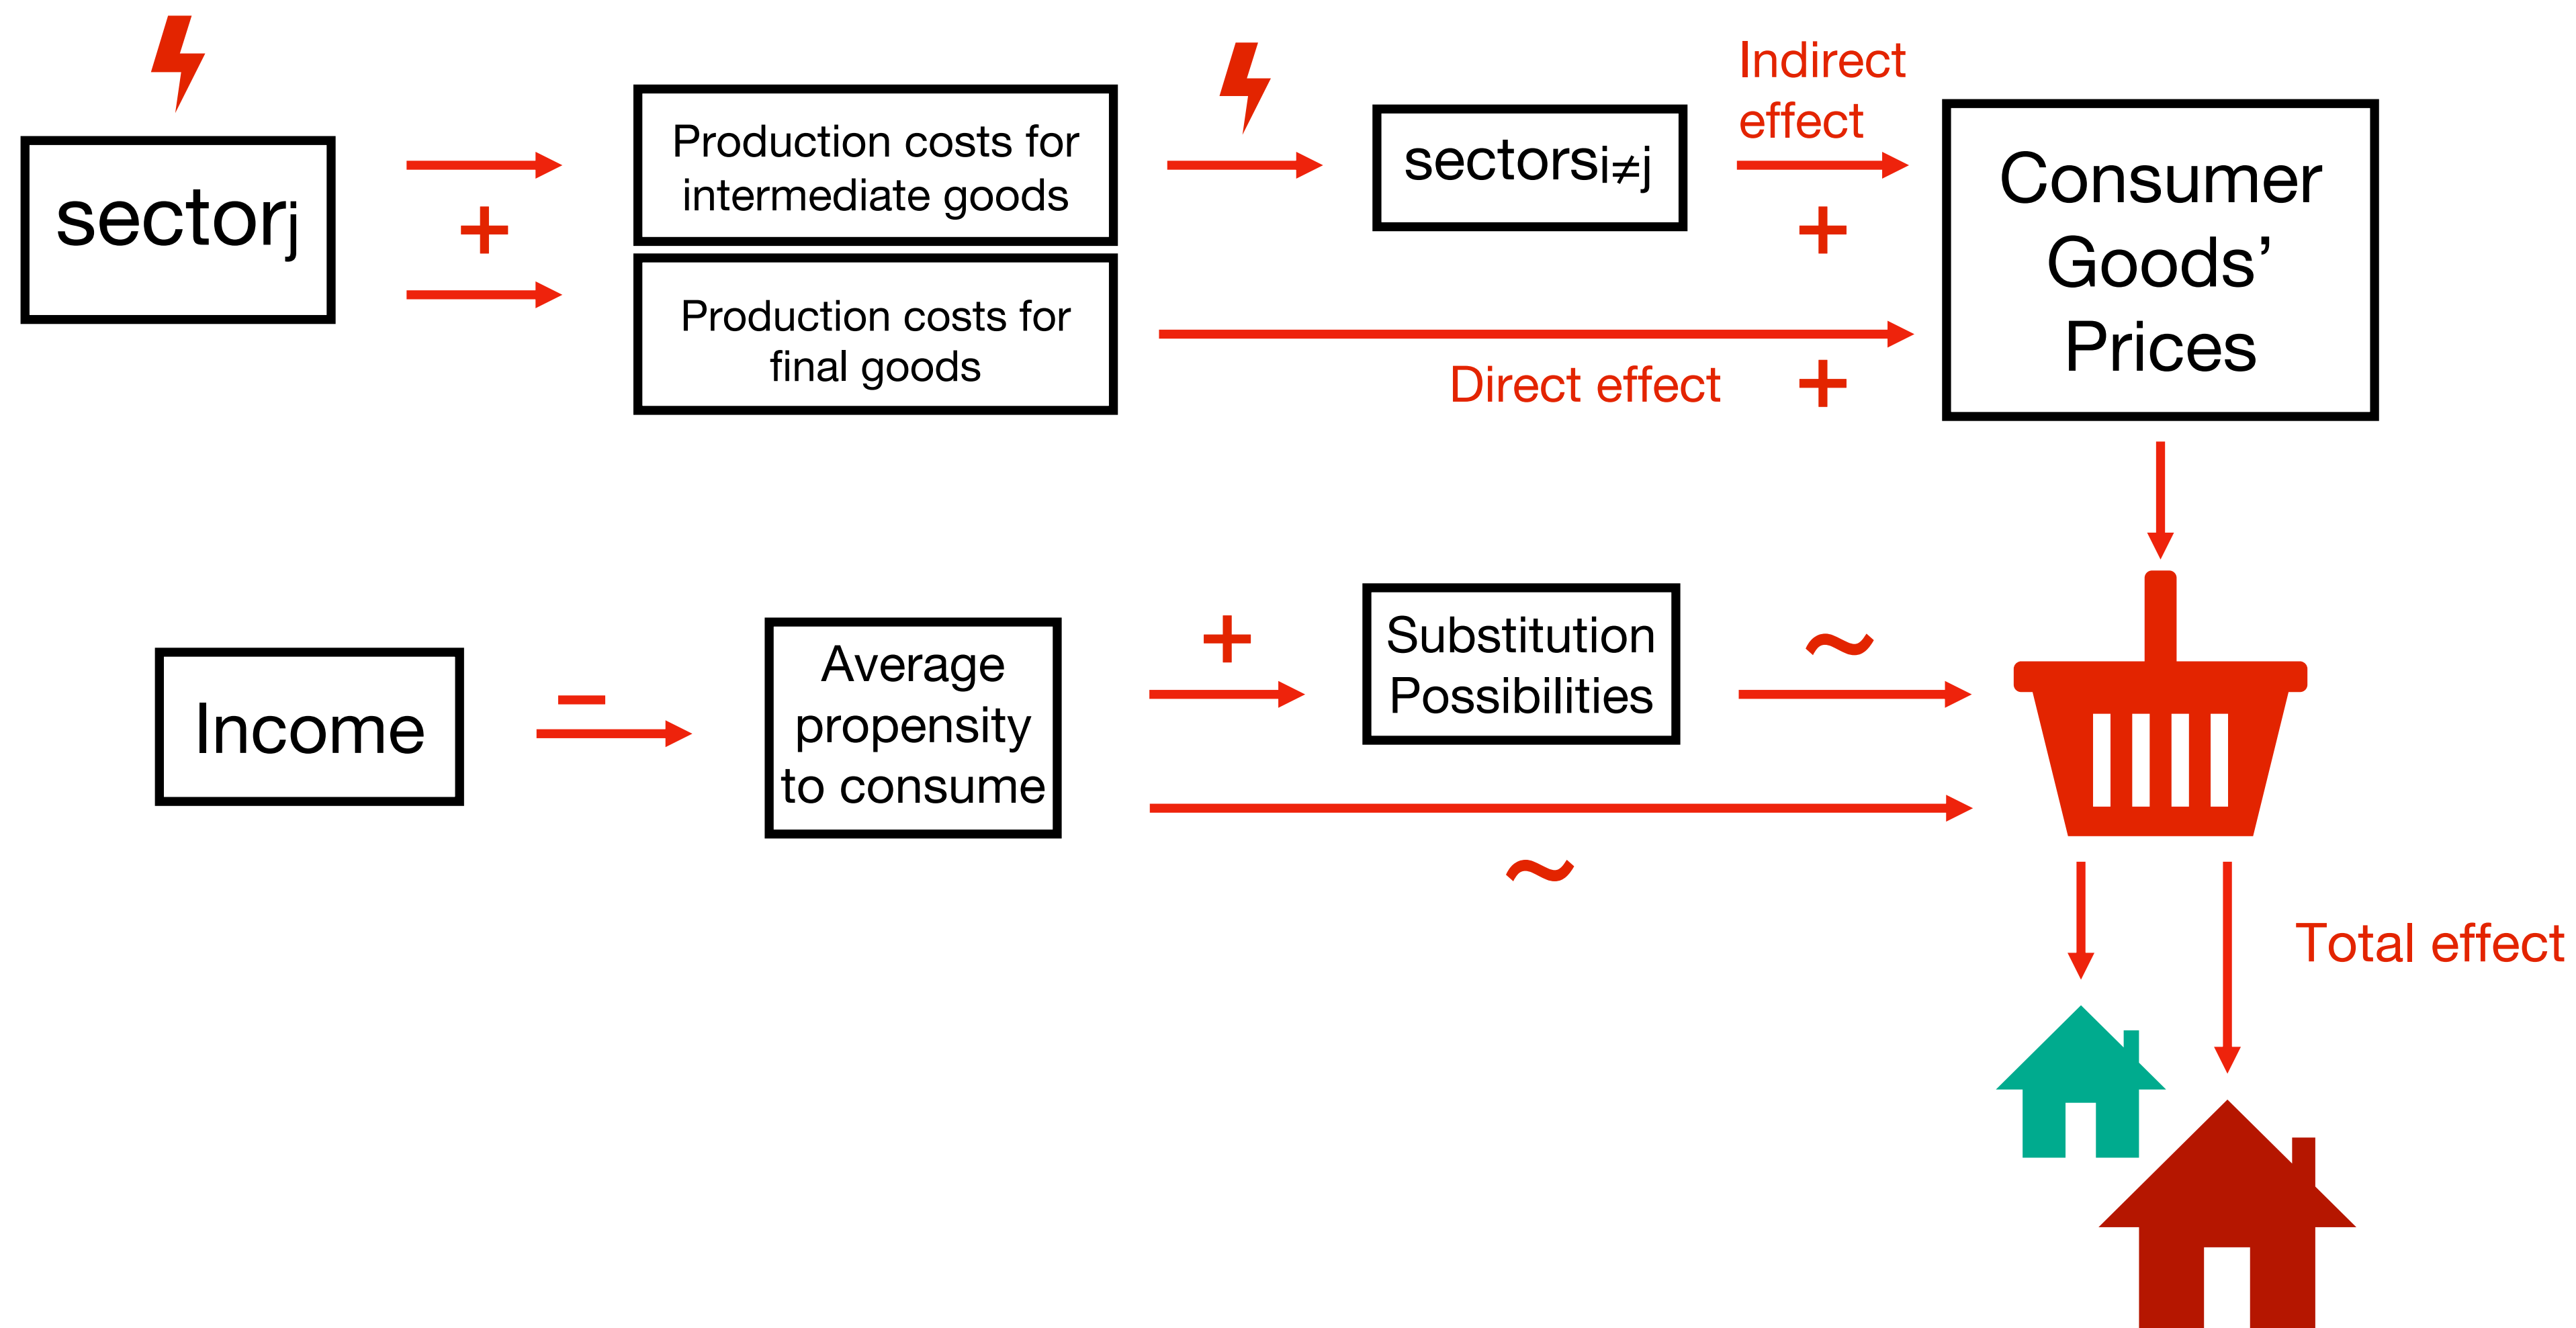 sectorj
+
Production costs for
intermediate goods
Production costs for
final goods
sectorsi≠j
Indirect
effect
+
Direct effect
+
Consumer
Goods’
Prices
Income
−
Average
propensity
to consume
+
Substitution
Possibilities
~
~
Total effect